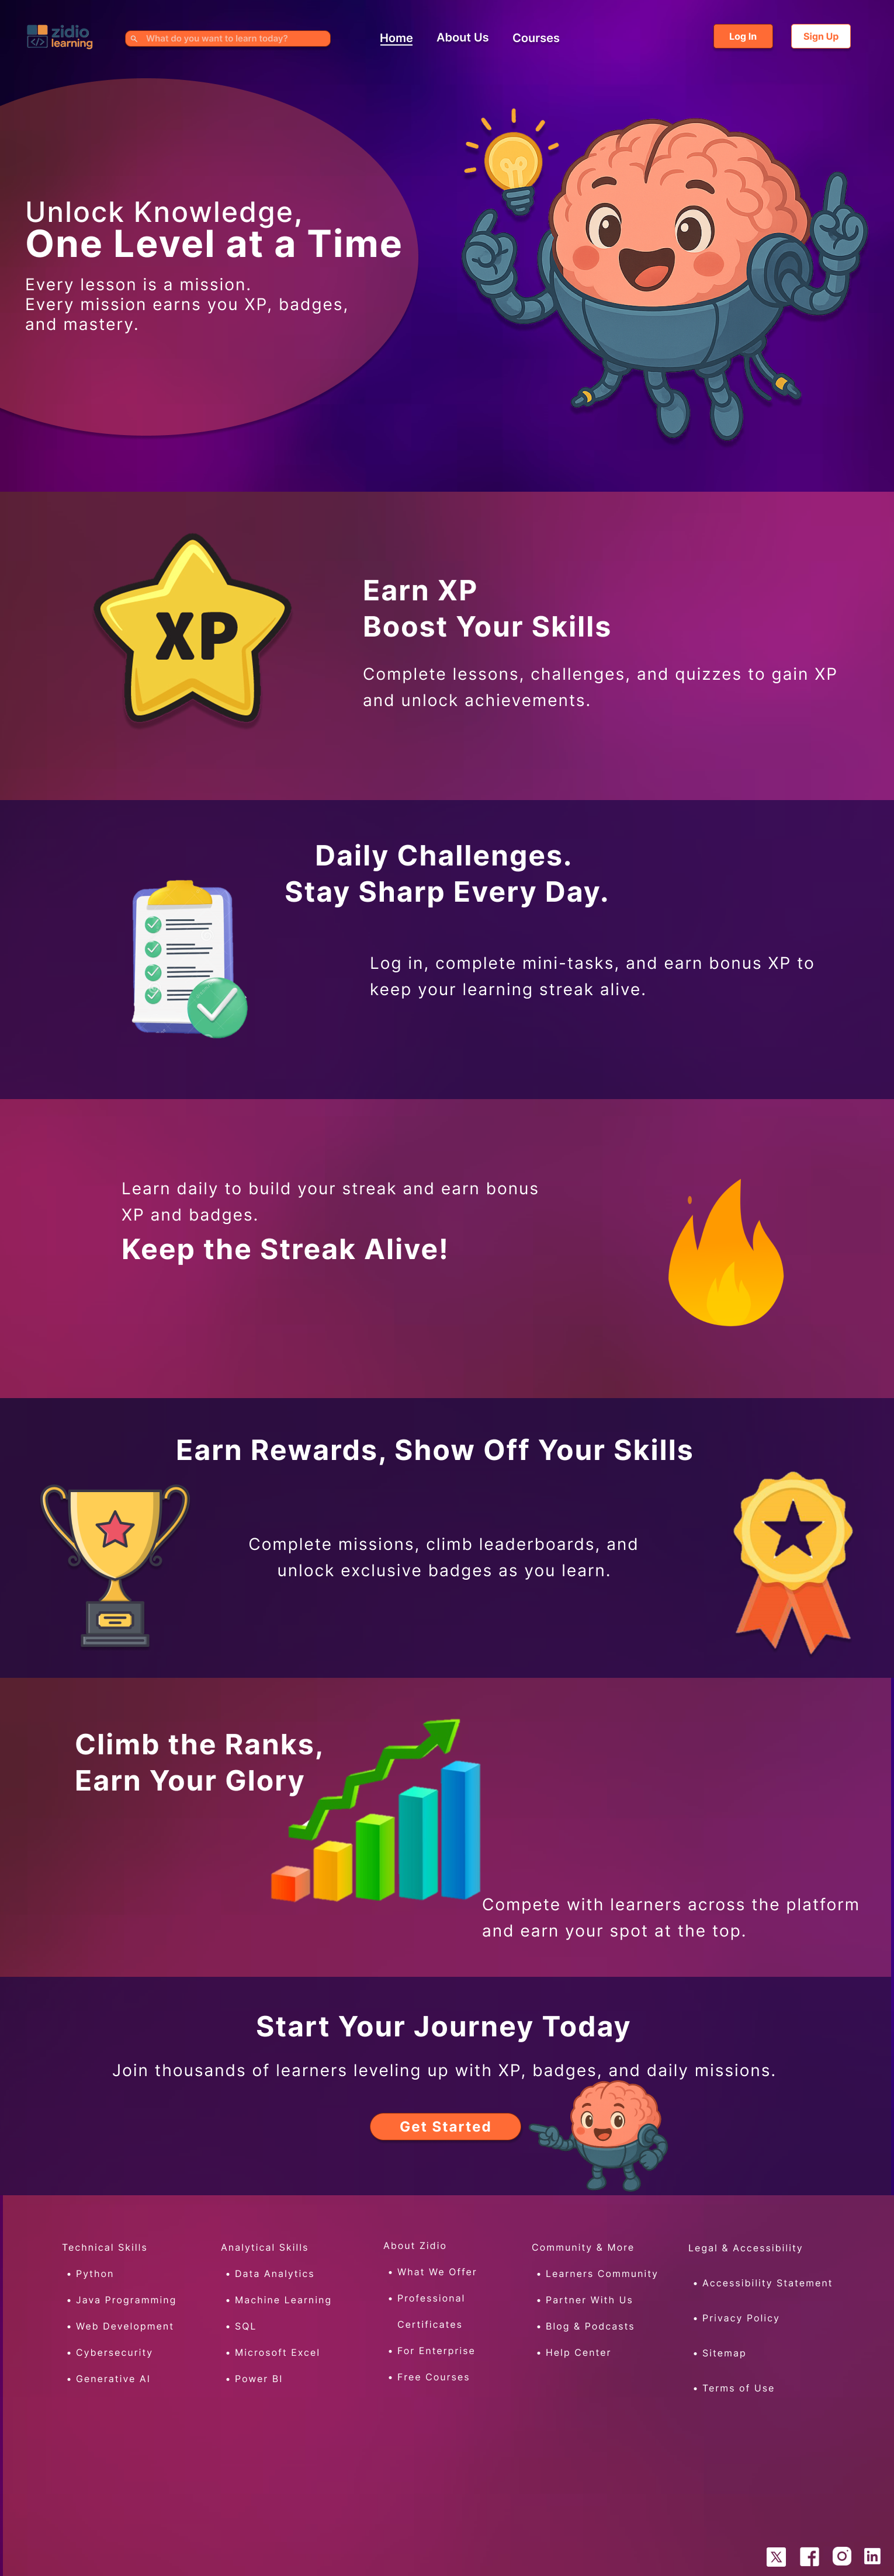 zidio
learning
What do you want to learn today?
Home
About Us
Courses
Log In
Sign Up
Unlock Knowledge,
One Level at a Time
Every lesson is a mission.
Every mission earns you XP, badges,
and mastery.
XP
Earn XP
Boost Your Skills
Complete lessons, challenges, and quizzes to gain XP
and unlock achievements.
Daily Challenges.
Stay Sharp Every Day.
Log in, complete mini-tasks, and earn bonus XP to
keep your learning streak alive.
Learn daily to build your streak and earn bonus
XP and badges.
Keep the Streak Alive!
Earn Rewards, Show Off Your Skills
Complete missions, climb leaderboards, and
unlock exclusive badges as you learn.
Climb the Ranks,
Earn Your Glory
Compete with learners across the platform
and earn your spot at the top.
Start Your Journey Today
Join thousands of learners leveling up with XP, badges, and daily missions.
Get Started
Technical Skills
• Python
• Java Programming
• Web Development
• Cybersecurity
• Generative AI
Analytical Skills
• Data Analytics
• Machine Learning
• SQL
• Microsoft Excel
• Power BI
About Zidio
• What We Offer
• Professional
Certificates
• For Enterprise
• Free Courses
Community & More
• Learners Community
• Partner With Us
• Blog & Podcasts
• Help Center
Legal & Accessibility
• Accessibility Statement
• Privacy Policy
• Sitemap
• Terms of Use